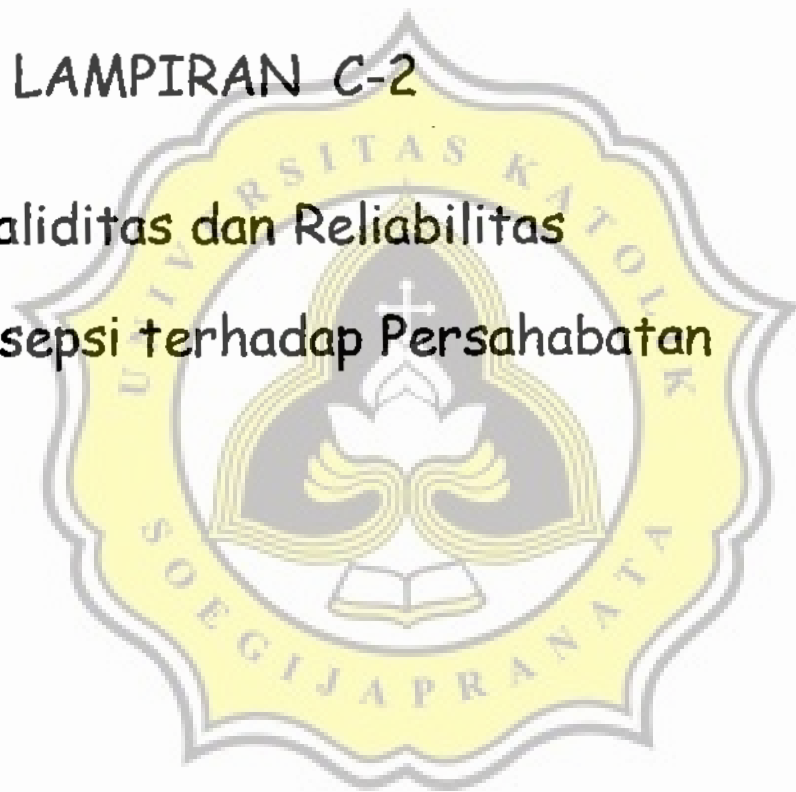 LAMPIRAN C-2
aliditas dan Reliabilitas
sepsi terhadap Persahabatan
UNIVERSITAS KATOLIK
SOEGIJAPRANATA